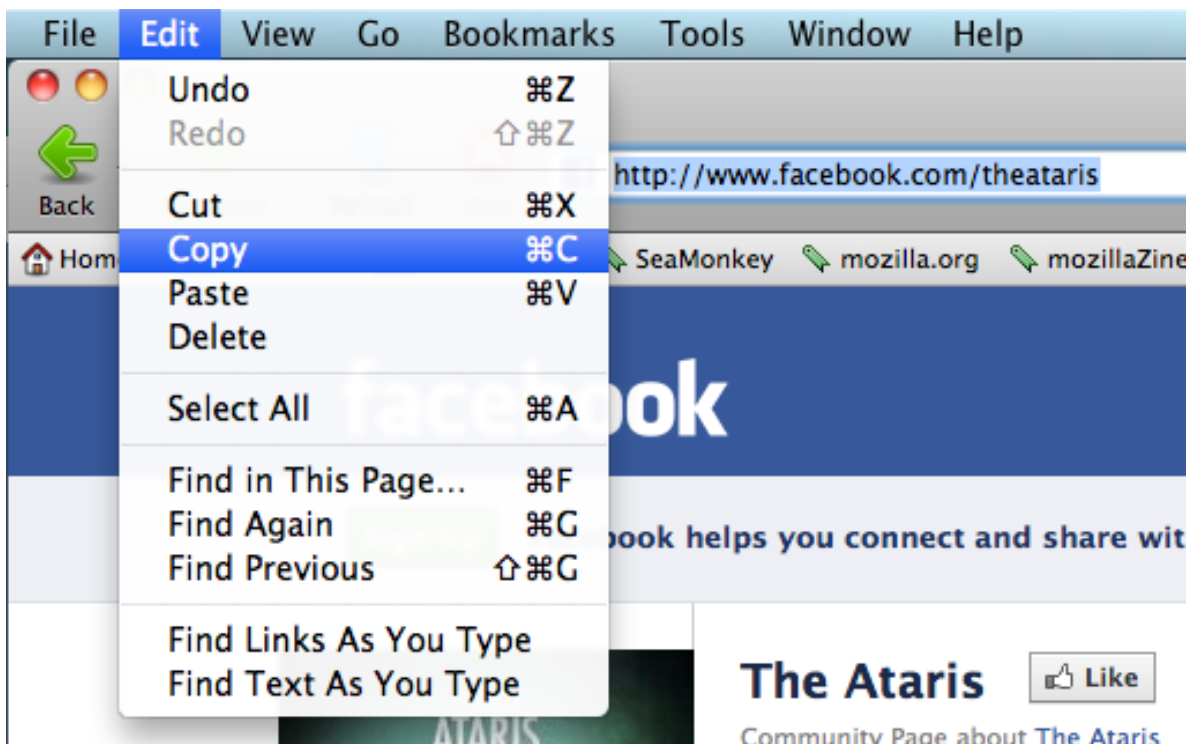 File Edit View Go Bookmarks Tools Window Help
Undo ⌘Z
Redo ⇧⌘Z
Cut ⌘X
Copy ⌘C
Paste ⌘V
Delete
Select All ⌘A
Find in This Page... ⌘F
Find Again ⌘G
Find Previous ⇧⌘G
Find Links As You Type
Find Text As You Type
http://www.facebook.com/theataris
Back
Hom
SeaMonkey mozilla.org mozillaZine
facebook
book helps you connect and share wit
The Ataris Like
Community Page about The Ataris
ATARIS